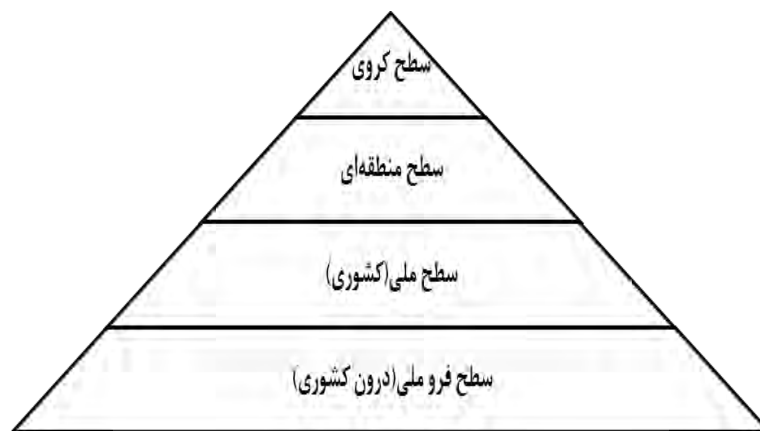 سطح کروی
سطح منطقه‌ای
سطح ملی(کشوری)
سطح فرو ملی(درون کشوری)